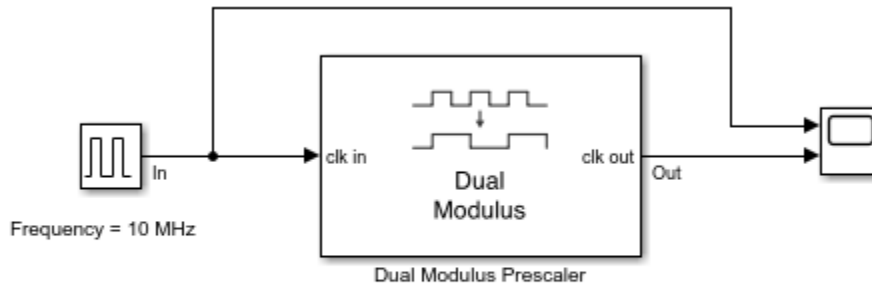 In
clk in
Dual
Modulus
clk out
Out
Frequency = 10 MHz
Dual Modulus Prescaler